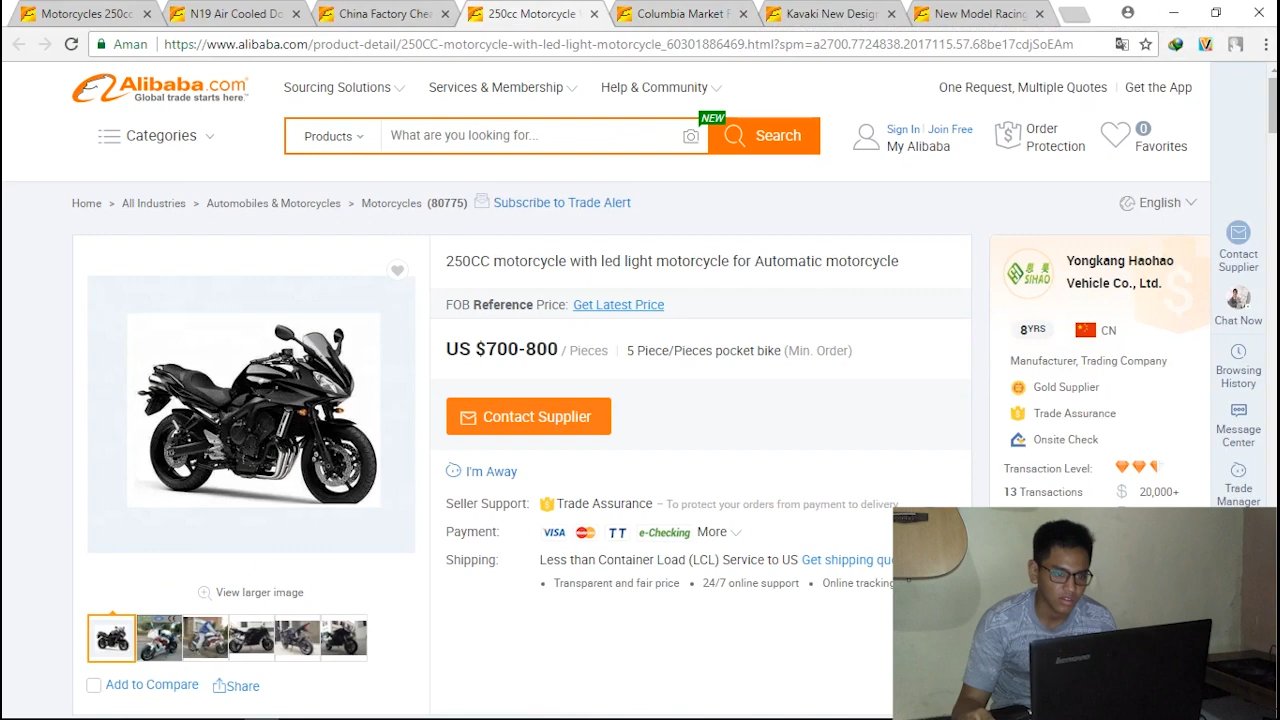 Motorcycles 250cc
N19 Air Cooled Do
China Factory Che
250cc Motorcycle
Columbia Market F
Kavaki New Design
New Model Racing
Aman
https://www.alibaba.com/product-detail/250CC-motorcycle-with-led-light-motorcycle_60301886469.html?spm=a2700.7724838.2017115.57.68be17cdjSoEAm
Alibaba.com
Global trade starts here.™
Sourcing Solutions
Services & Membership
Help & Community
One Request, Multiple Quotes
Get the App
Categories
Products
What are you looking for...
NEW
Search
Sign In
Join Free
My Alibaba
Order
Protection
0
Favorites
Home > All Industries > Automobiles & Motorcycles > Motorcycles (80775)
Subscribe to Trade Alert
English
250CC motorcycle with led light motorcycle for Automatic motorcycle
FOB Reference Price: Get Latest Price
US $700-800 / Pieces
5 Piece/Pieces pocket bike (Min. Order)
Contact Supplier
I'm Away
Seller Support: Trade Assurance – To protect your orders from payment to delivery
Payment: VISA TT e-Checking More
Shipping: Less than Container Load (LCL) Service to US Get shipping quo
• Transparent and fair price • 24/7 online support • Online tracking
View larger image
Add to Compare
Share
SIHAO
Yongkang Haohao
Vehicle Co., Ltd.
8YRS
CN
Manufacturer, Trading Company
Gold Supplier
Trade Assurance
Onsite Check
Transaction Level:
13 Transactions
$ 20,000+
Contact
Supplier
Chat Now
Browsing
History
Message
Center
Trade
Manager
lenovo